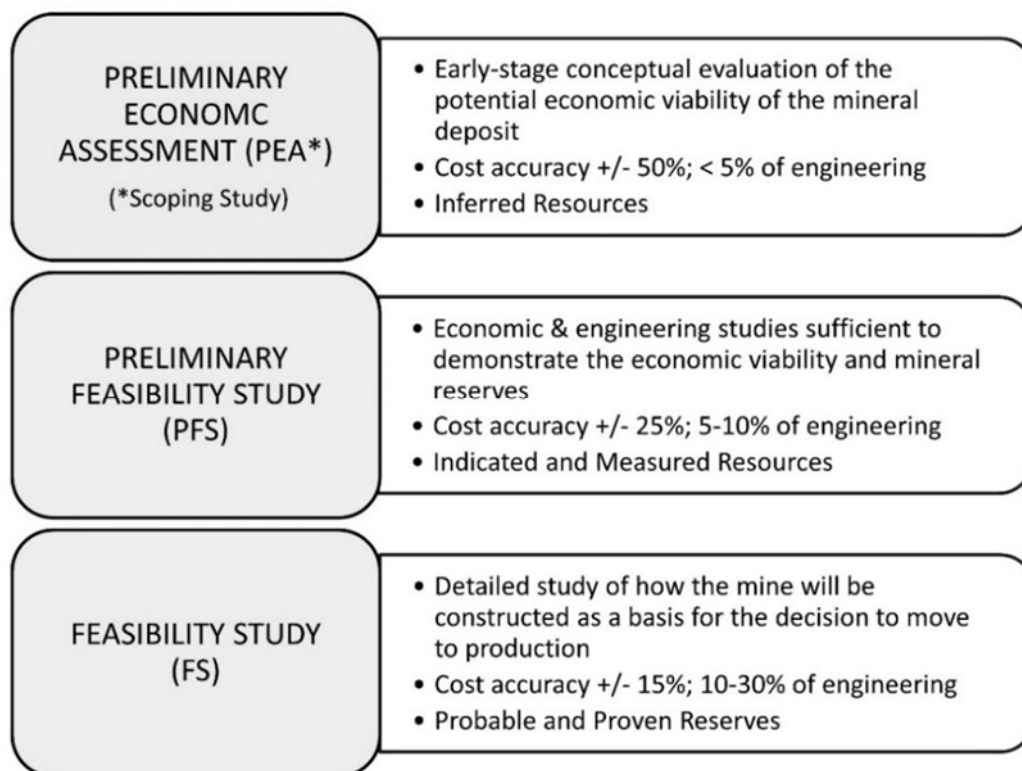 PRELIMINARY
ECONOMC
ASSESSMENT (PEA*)
(*Scoping Study)
• Early-stage conceptual evaluation of the
potential economic viability of the mineral
deposit
• Cost accuracy +/- 50%; < 5% of engineering
• Inferred Resources
PRELIMINARY
FEASIBILITY STUDY
(PFS)
• Economic & engineering studies sufficient to
demonstrate the economic viability and mineral
reserves
• Cost accuracy +/- 25%; 5-10% of engineering
• Indicated and Measured Resources
FEASIBILITY STUDY
(FS)
• Detailed study of how the mine will be
constructed as a basis for the decision to move
to production
• Cost accuracy +/- 15%; 10-30% of engineering
• Probable and Proven Reserves